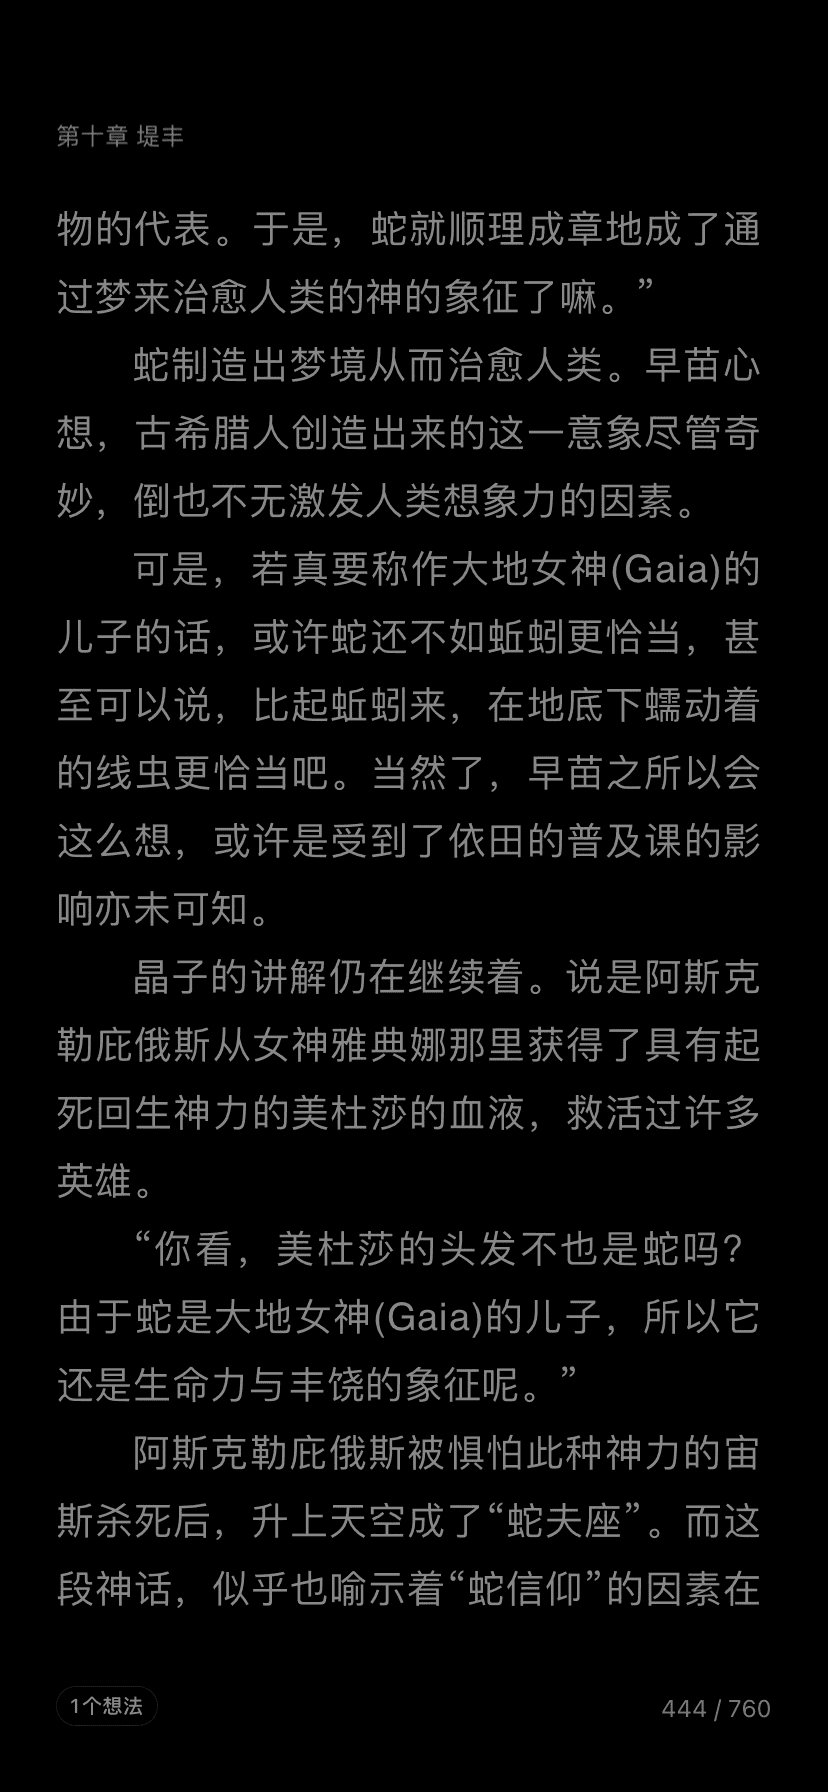 第十章 堤丰
物的代表。于是，蛇就顺理成章地成了通
过梦来治愈人类的神的象征了嘛。”
蛇制造出梦境从而治愈人类。早苗心
想，古希腊人创造出来的这一意象尽管奇
妙，倒也不无激发人类想象力的因素。
可是，若真要称作大地女神(Gaia)的
儿子的话，或许蛇还不如蚯蚓更恰当，甚
至可以说，比起蚯蚓来，在地底下蠕动着
的线虫更恰当吧。当然了，早苗之所以会
这么想，或许是受到了依田的普及课的影
响亦未可知。
晶子的讲解仍在继续着。说是阿斯克
勒庇俄斯从女神雅典娜那里获得了具有起
死回生神力的美杜莎的血液，救活过许多
英雄。
“你看，美杜莎的头发不也是蛇吗？
由于蛇是大地女神(Gaia)的儿子，所以它
还是生命力与丰饶的象征呢。”
阿斯克勒庇俄斯被惧怕此种神力的宙
斯杀死后，升上天空成了“蛇夫座”。而这
段神话，似乎也喻示着“蛇信仰”的因素在
1个想法
444 / 760